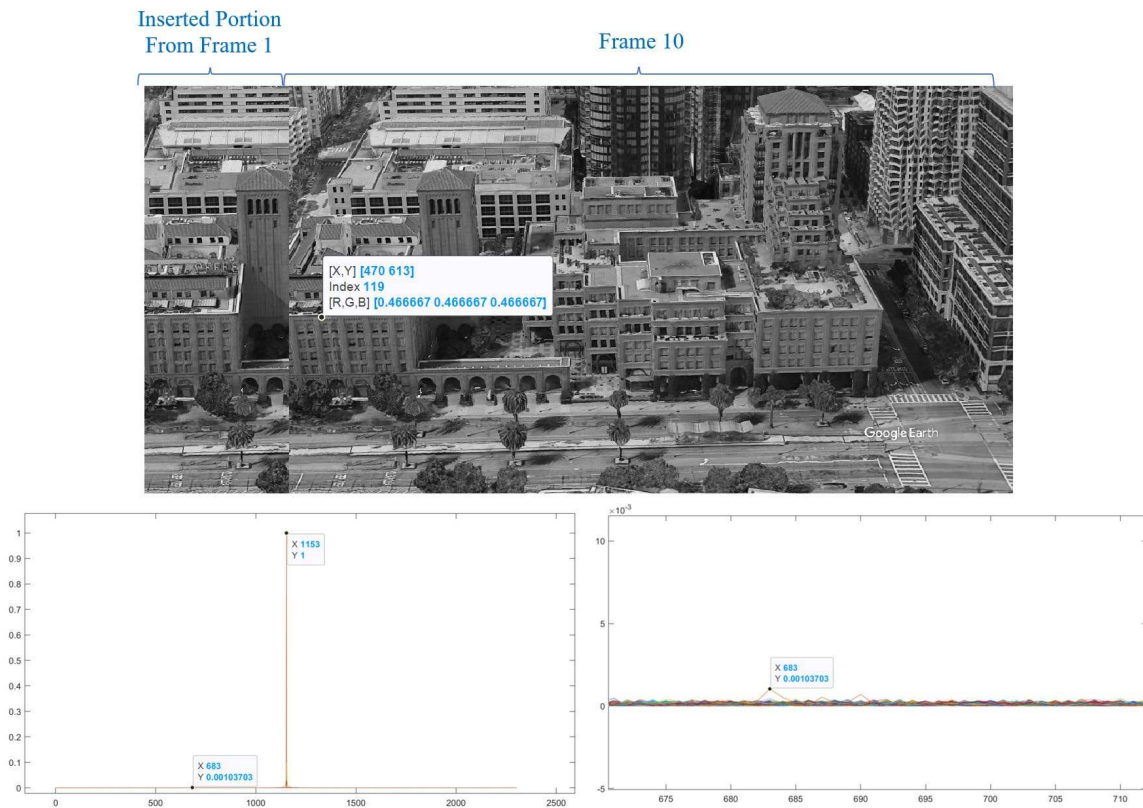 Inserted Portion
From Frame 1
Frame 10
[X,Y] [470 613]
Index 119
[R,G,B] [0.466667 0.466667 0.466667]
Google Earth
1
0.9
0.8
0.7
0.6
0.5
0.4
0.3
0.2
0.1
0
X 1153
Y 1
X 683
Y 0.00103703
0 500 1000 1500 2000 2500
×10⁻³
10
5
0
-5
X 683
Y 0.00103703
675 680 685 690 695 700 705 710